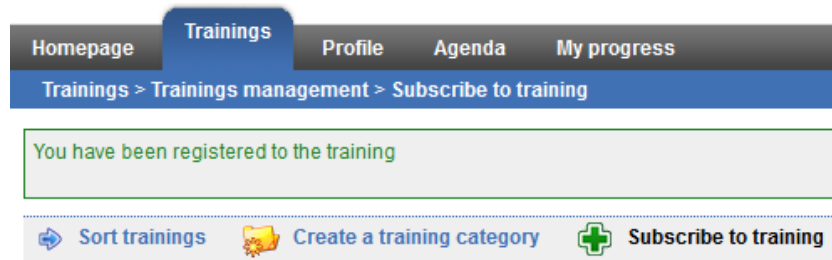 Homepage Trainings Profile Agenda My progress
Trainings > Trainings management > Subscribe to training
You have been registered to the training
Sort trainings Create a training category Subscribe to training